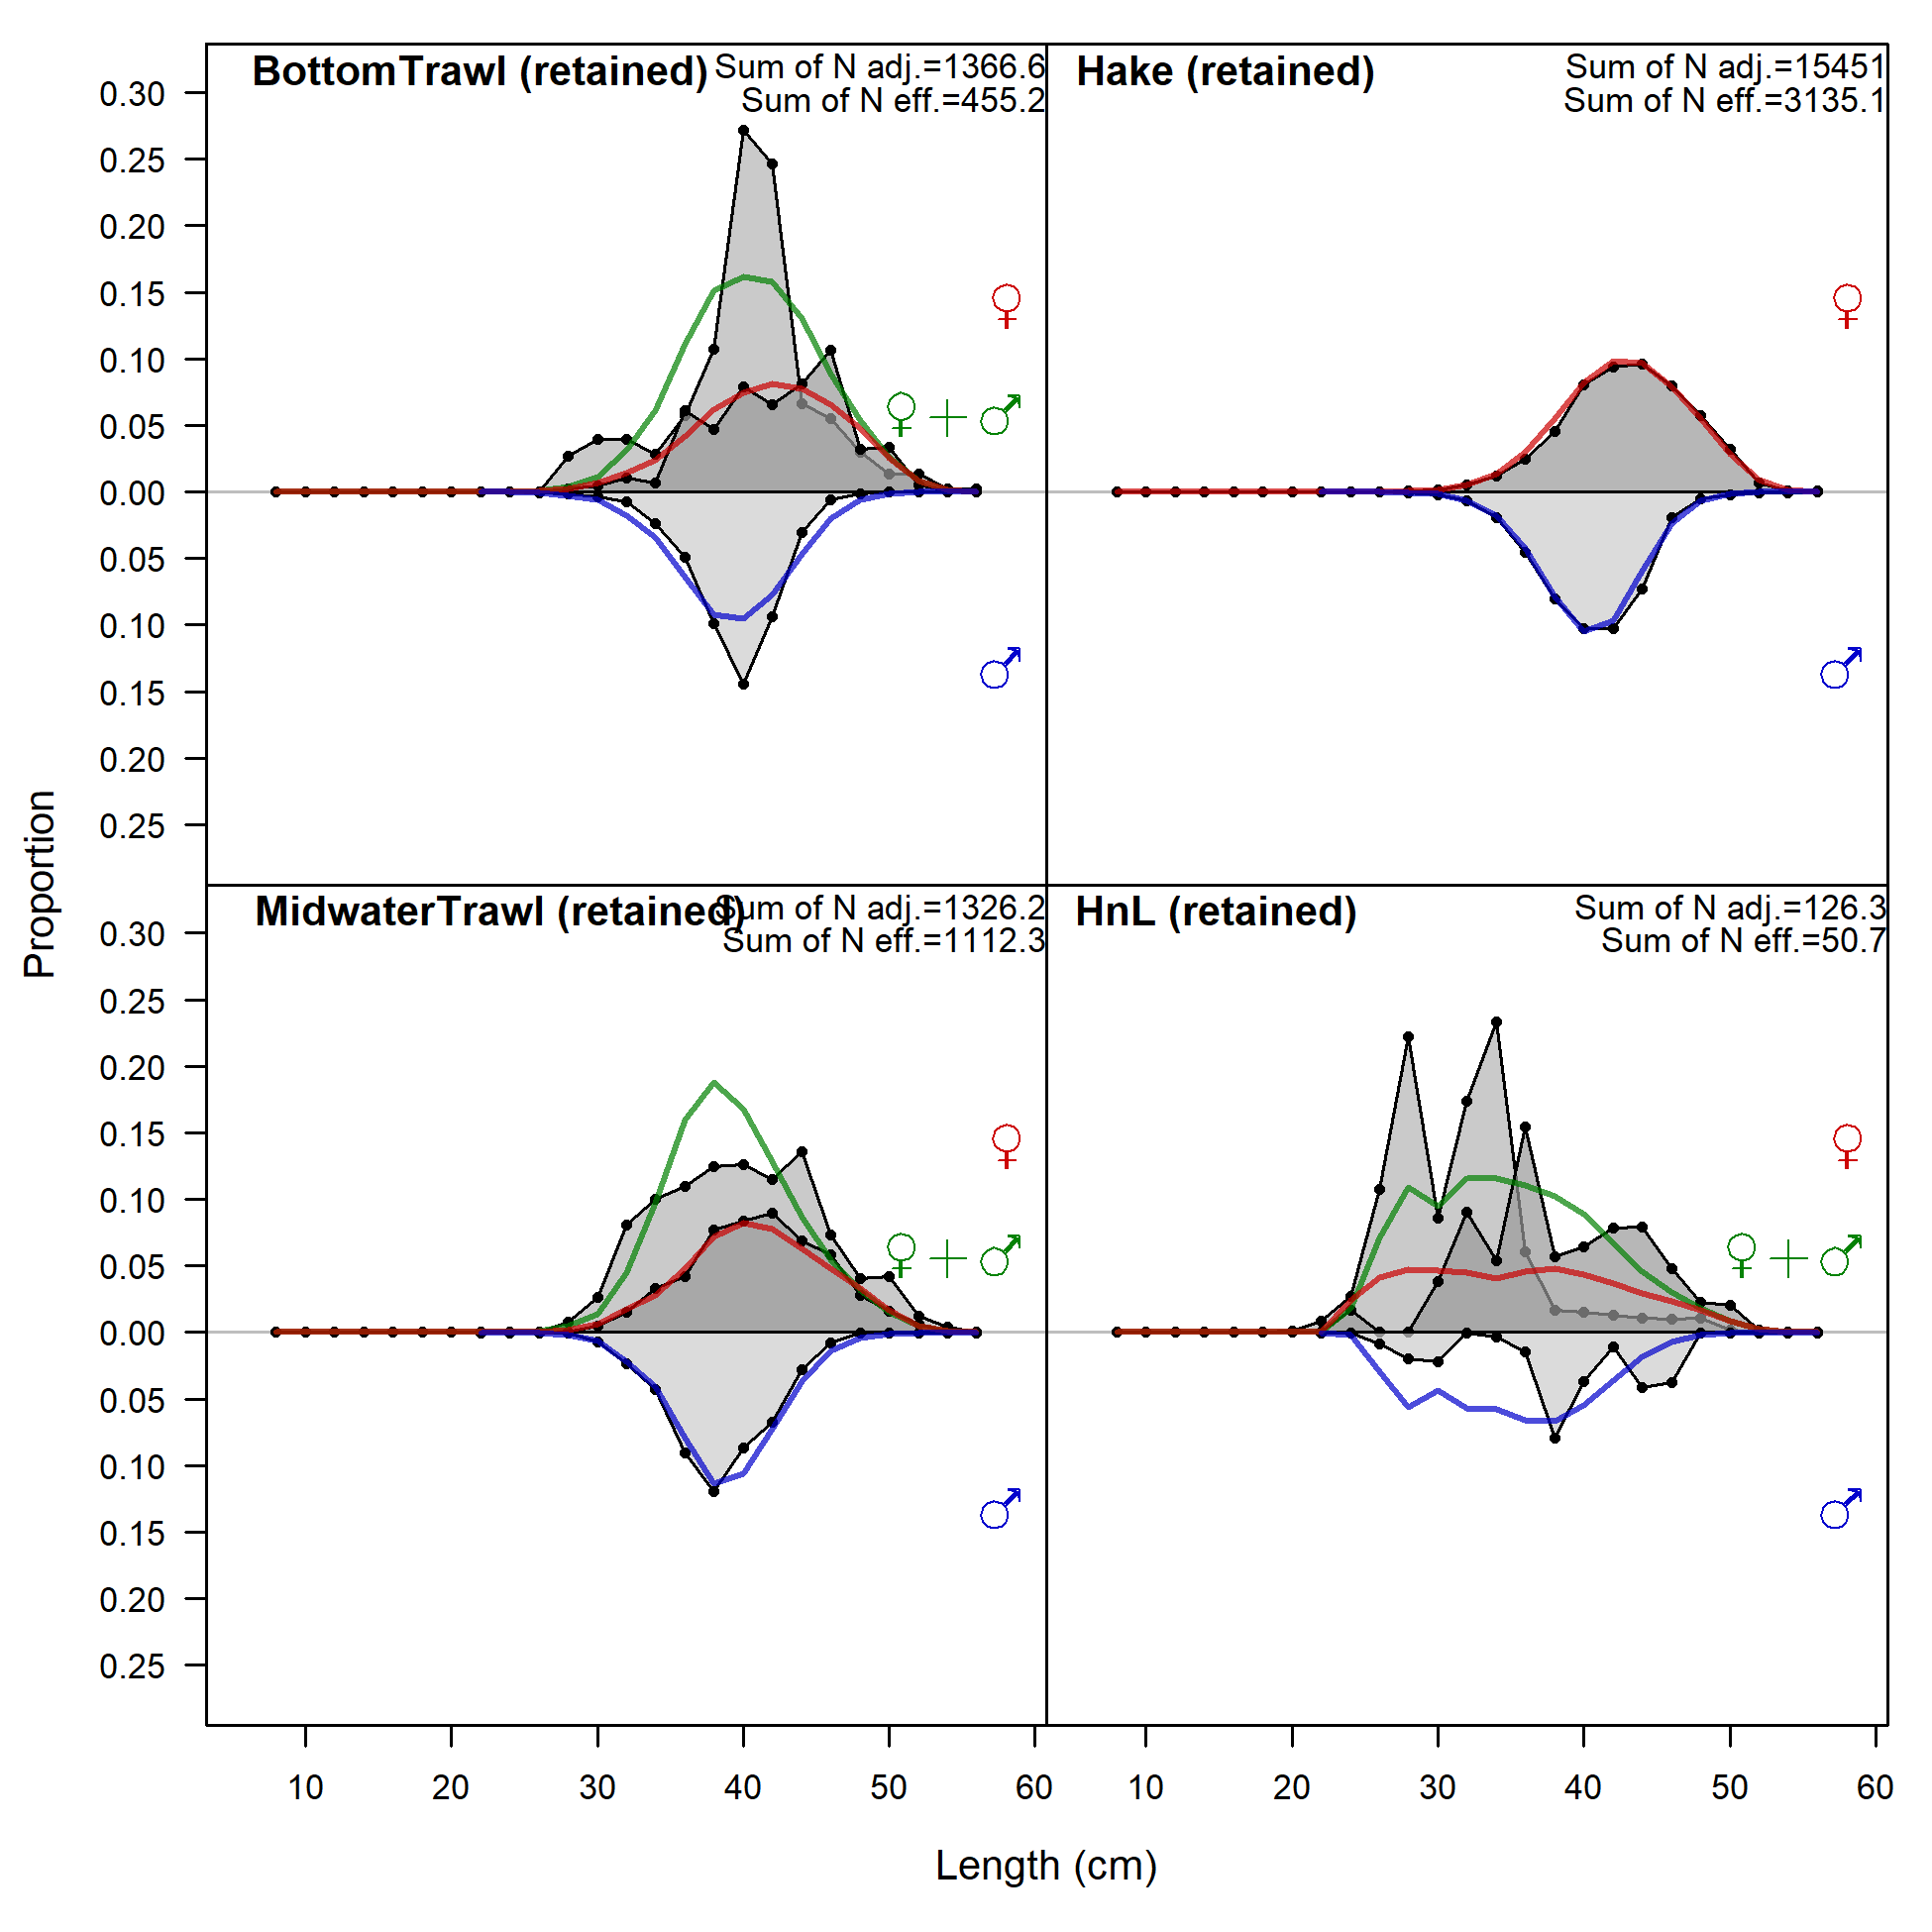 BottomTrawl (retained)
Sum of N adj.=1366.6
Sum of N eff.=455.2
Hake (retained)
Sum of N adj.=15451
Sum of N eff.=3135.1
0.30
0.25
0.20
0.15
♀
♀
0.10
0.05
♀+♂
0.00
0.05
0.10
♂
♂
0.15
0.20
0.25
Proportion
MidwaterTrawl (retained)
Sum of N adj.=1326.2
Sum of N eff.=1112.3
HnL (retained)
Sum of N adj.=126.3
Sum of N eff.=50.7
0.30
0.25
0.20
0.15
♀
♀
0.10
0.05
♀+♂
♀+♂
0.00
0.05
0.10
♂
♂
0.15
0.20
0.25
10 20 30 40 50 60
10 20 30 40 50 60
Length (cm)